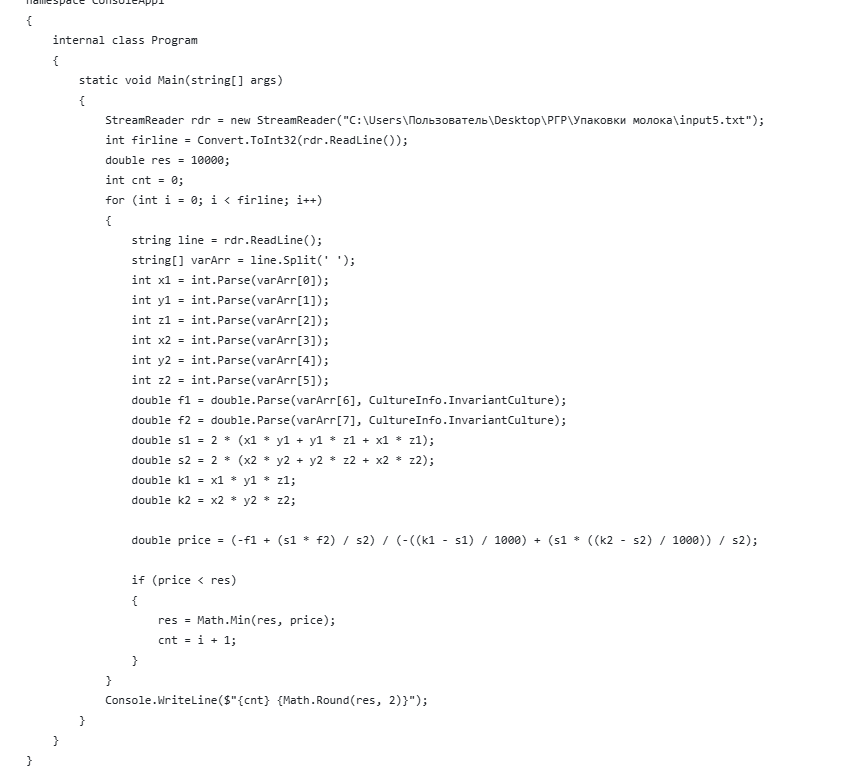 namespace ConsoleApp1
{
    internal class Program
    {
        static void Main(string[] args)
        {
            StreamReader rdr = new StreamReader("C:\Users\Пользователь\Desktop\РГР\Упаковки молока\input5.txt");
            int firline = Convert.ToInt32(rdr.ReadLine());
            double res = 10000;
            int cnt = 0;
            for (int i = 0; i < firline; i++)
            {
                string line = rdr.ReadLine();
                string[] varArr = line.Split(' ');
                int x1 = int.Parse(varArr[0]);
                int y1 = int.Parse(varArr[1]);
                int z1 = int.Parse(varArr[2]);
                int x2 = int.Parse(varArr[3]);
                int y2 = int.Parse(varArr[4]);
                int z2 = int.Parse(varArr[5]);
                double f1 = double.Parse(varArr[6], CultureInfo.InvariantCulture);
                double f2 = double.Parse(varArr[7], CultureInfo.InvariantCulture);
                double s1 = 2 * (x1 * y1 + y1 * z1 + x1 * z1);
                double s2 = 2 * (x2 * y2 + y2 * z2 + x2 * z2);
                double k1 = x1 * y1 * z1;
                double k2 = x2 * y2 * z2;

                double price = (-f1 + (s1 * f2) / s2) / (-((k1 - s1) / 1000) + (s1 * ((k2 - s2) / 1000)) / s2);

                if (price < res)
                {
                    res = Math.Min(res, price);
                    cnt = i + 1;
                }
            }
            Console.WriteLine($"{cnt} {Math.Round(res, 2)}");
        }
    }
}